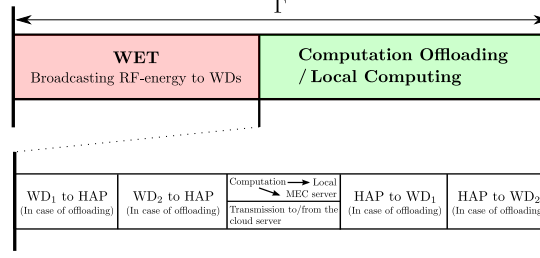 Γ
WET
Broadcasting RF-energy to WDs
Computation Offloading
/ Local Computing
WD₁ to HAP
(In case of offloading)
WD₂ to HAP
(In case of offloading)
Computation Local
MEC server
Transmission to/from the
cloud server
HAP to WD₁
(In case of offloading)
HAP to WD₂
(In case of offloading)